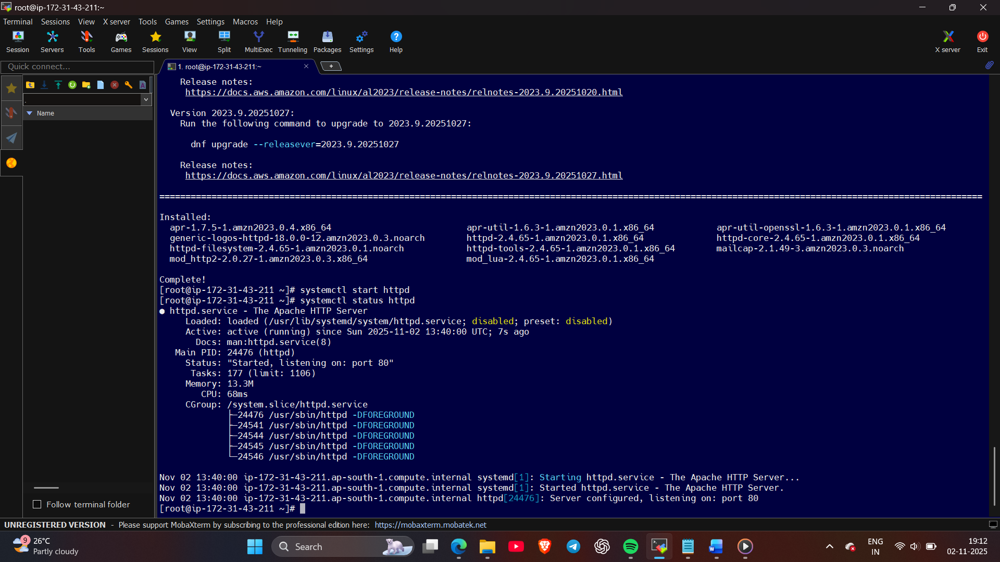 root@ip-172-31-43-211:~
Terminal Sessions View X server Tools Games Settings Macros Help
Session Servers Tools Games Sessions View Split MultiExec Tunneling Packages Settings Help X server Exit
Quick connect...
1. root@ip-172-31-43-211:~
.
Name
Release notes:
https://docs.aws.amazon.com/linux/al2023/release-notes/relnotes-2023.9.20251020.html
Version 2023.9.20251027:
Run the following command to upgrade to 2023.9.20251027:
dnf upgrade --releasever=2023.9.20251027
Release notes:
https://docs.aws.amazon.com/linux/al2023/release-notes/relnotes-2023.9.20251027.html
==============================================================================================================================================================
Installed:
apr-1.7.5-1.amzn2023.0.4.x86_64 apr-util-1.6.3-1.amzn2023.0.1.x86_64 apr-util-openssl-1.6.3-1.amzn2023.0.1.x86_64
generic-logos-httpd-18.0.0-12.amzn2023.0.3.noarch httpd-2.4.65-1.amzn2023.0.1.x86_64 httpd-core-2.4.65-1.amzn2023.0.1.x86_64
httpd-filesystem-2.4.65-1.amzn2023.0.1.noarch httpd-tools-2.4.65-1.amzn2023.0.1.x86_64 mailcap-2.1.49-3.amzn2023.0.3.noarch
mod_http2-2.0.27-1.amzn2023.0.3.x86_64 mod_lua-2.4.65-1.amzn2023.0.1.x86_64
Complete!
[root@ip-172-31-43-211 ~]# systemctl start httpd
[root@ip-172-31-43-211 ~]# systemctl status httpd
● httpd.service - The Apache HTTP Server
Loaded: loaded (/usr/lib/systemd/system/httpd.service; disabled; preset: disabled)
Active: active (running) since Sun 2025-11-02 13:40:00 UTC; 7s ago
Docs: man:httpd.service(8)
Main PID: 24476 (httpd)
Status: "Started, listening on: port 80"
Tasks: 177 (limit: 1106)
Memory: 13.3M
CPU: 68ms
CGroup: /system.slice/httpd.service
├─24476 /usr/sbin/httpd -DFOREGROUND
├─24541 /usr/sbin/httpd -DFOREGROUND
├─24544 /usr/sbin/httpd -DFOREGROUND
├─24545 /usr/sbin/httpd -DFOREGROUND
└─24546 /usr/sbin/httpd -DFOREGROUND
Nov 02 13:40:00 ip-172-31-43-211.ap-south-1.compute.internal systemd[1]: Starting httpd.service - The Apache HTTP Server...
Nov 02 13:40:00 ip-172-31-43-211.ap-south-1.compute.internal systemd[1]: Started httpd.service - The Apache HTTP Server.
Nov 02 13:40:00 ip-172-31-43-211.ap-south-1.compute.internal httpd[24476]: Server configured, listening on: port 80
[root@ip-172-31-43-211 ~]#
Follow terminal folder
UNREGISTERED VERSION - Please support MobaXterm by subscribing to the professional edition here: https://mobaxterm.mobatek.net
9
26°C
Partly cloudy
Search
ENG
IN
19:12
02-11-2025